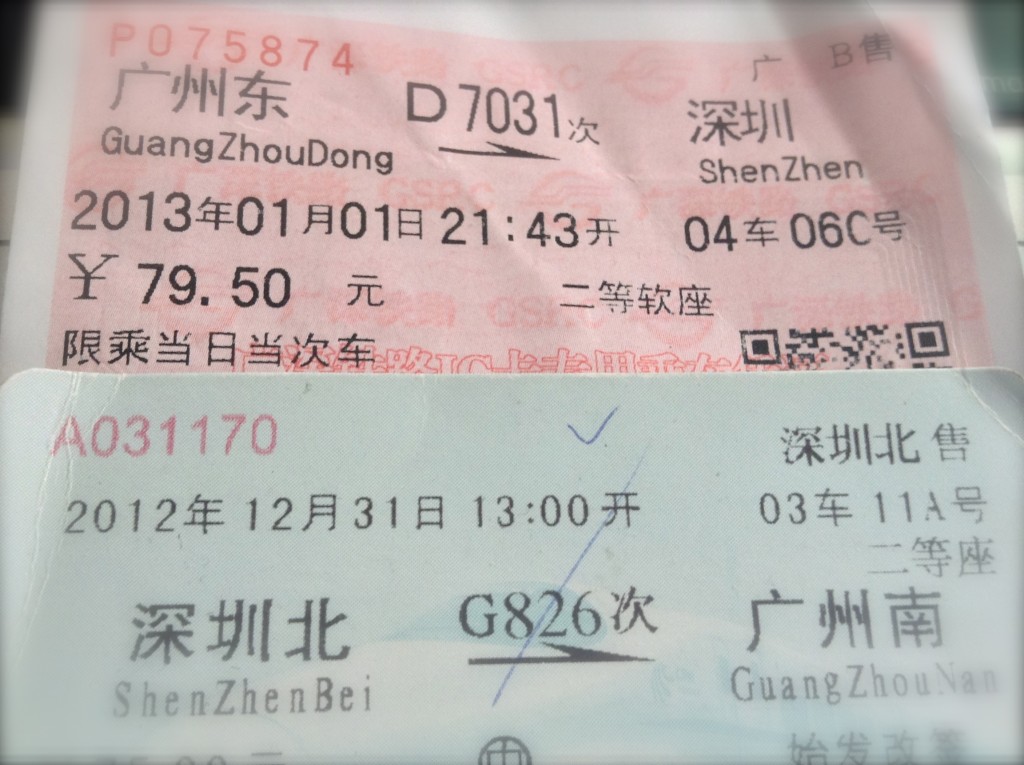 P075874
广 B售
广州东 D7031次 深圳
GuangZhouDong ShenZhen
2013年01月01日 21:43开 04车 06C号
¥ 79.50 元 二等软座
限乘当日当次车
A031170
深圳北 售
2012年 12月31日 13:00开 03车 11A号
二等座
深圳北 G826次 广州南
ShenZhenBei GuangZhouNan
始发改签